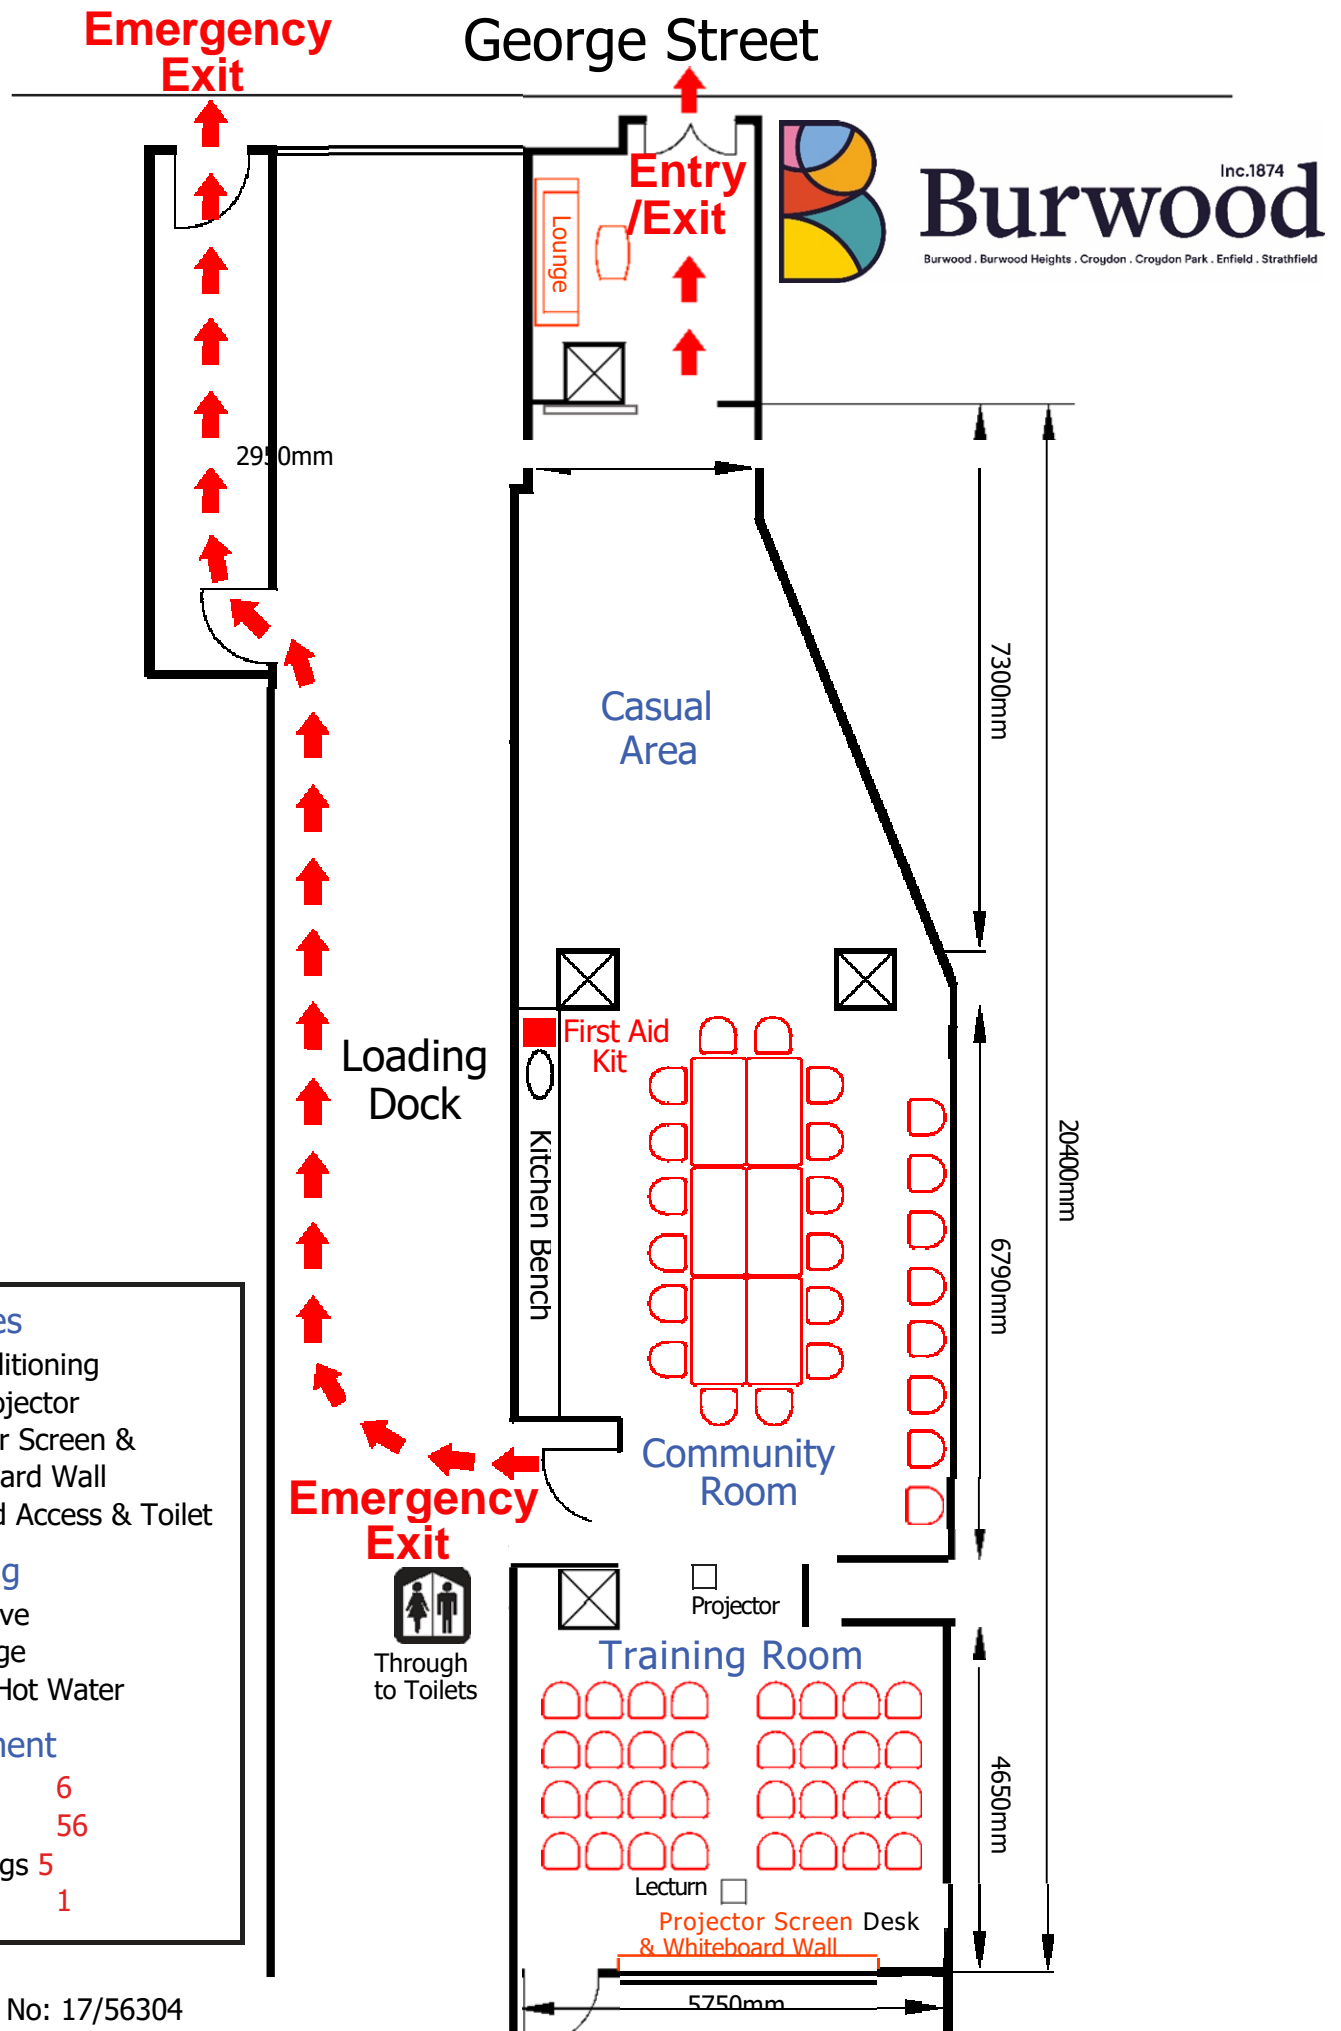 Emergency
Exit
George Street
Entry
/Exit
Lounge
Inc.1874
Burwood
Burwood . Burwood Heights . Croydon . Croydon Park . Enfield . Strathfield
2950mm
7300mm
Casual
Area
First Aid
Kit
Loading
Dock
Kitchen Bench
20400mm
6790mm
Community
Room
Emergency
Exit
Through
to Toilets
Projector
Training Room
4650mm
Lecturn
Projector Screen Desk
& Whiteboard Wall
5750mm
es
ditioning
ojector
r Screen &
ard Wall
d Access & Toilet
g
ve
ge
Hot Water
nent
6
56
gs 5
1
No: 17/56304